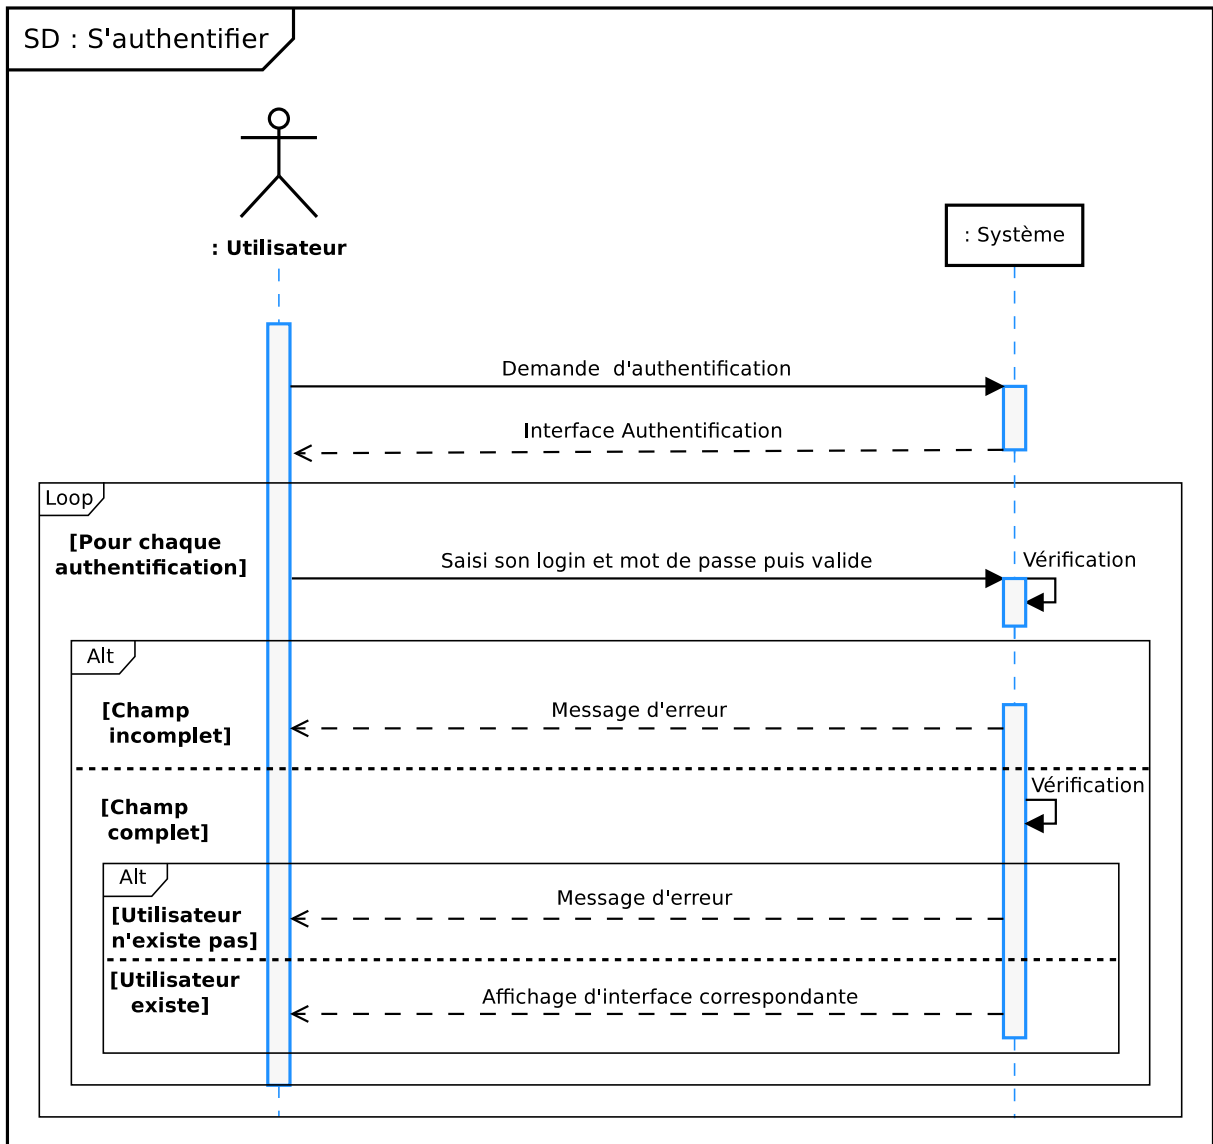 SD : S'authentifier
: Utilisateur
: Système
Demande  d'authentification
Interface Authentification
Loop
[Pour chaque
authentification]
Saisi son login et mot de passe puis valide
Vérification
Alt
[Champ
incomplet]
Message d'erreur
Vérification
[Champ
complet]
Alt
Message d'erreur
[Utilisateur
n'existe pas]
[Utilisateur
existe]
Affichage d'interface correspondante